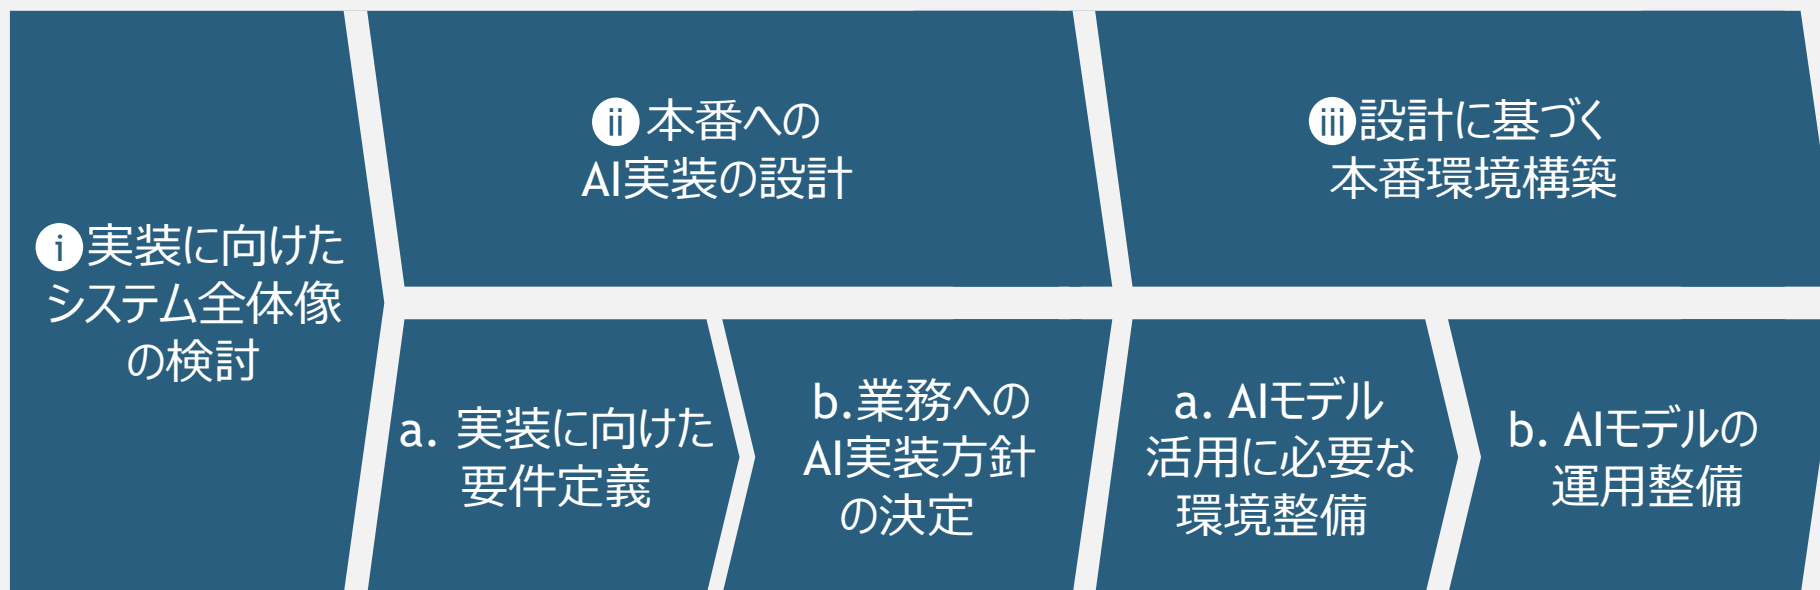 ⅰ実装に向けた
システム全体像
の検討
ⅱ本番への
AI実装の設計
a. 実装に向けた
要件定義
b.業務への
AI実装方針
の決定
ⅲ設計に基づく
本番環境構築
a. AIモデル
活用に必要な
環境整備
b. AIモデルの
運用整備